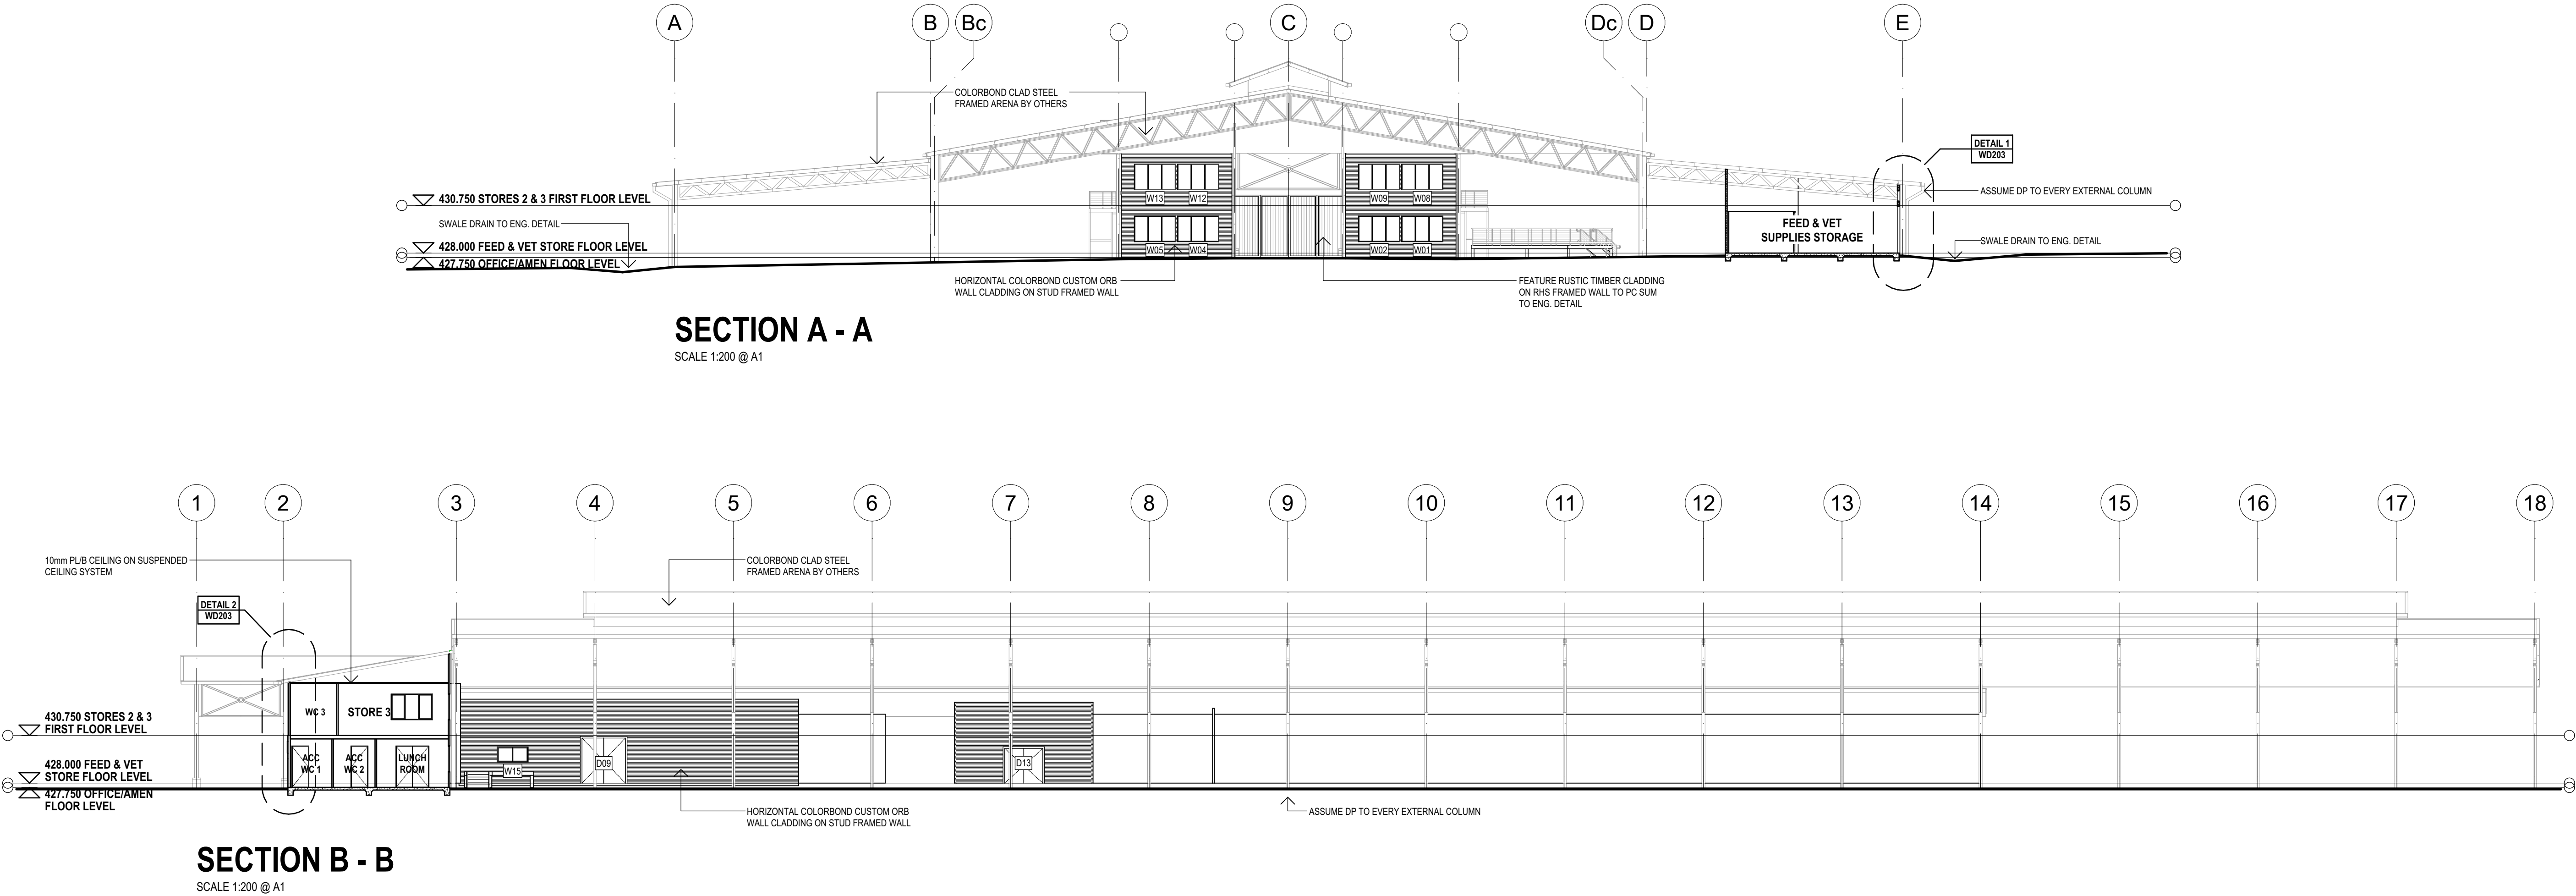 A
B
Bc
C
Dc
D
E
COLORBOND CLAD STEEL
FRAMED ARENA BY OTHERS
DETAIL 1
WD203
ASSUME DP TO EVERY EXTERNAL COLUMN
430.750 STORES 2 & 3 FIRST FLOOR LEVEL
W13
W12
W09
W08
SWALE DRAIN TO ENG. DETAIL
FEED & VET
SUPPLIES STORAGE
SWALE DRAIN TO ENG. DETAIL
428.000 FEED & VET STORE FLOOR LEVEL
W05
W04
W02
W01
427.750 OFFICE/AMEN FLOOR LEVEL
HORIZONTAL COLORBOND CUSTOM ORB
WALL CLADDING ON STUD FRAMED WALL
FEATURE RUSTIC TIMBER CLADDING
ON RHS FRAMED WALL TO PC SUM
TO ENG. DETAIL
SECTION A - A
SCALE 1:200 @ A1
1
2
3
4
5
6
7
8
9
10
11
12
13
14
15
16
17
18
10mm PL/B CEILING ON SUSPENDED
CEILING SYSTEM
COLORBOND CLAD STEEL
FRAMED ARENA BY OTHERS
DETAIL 2
WD203
WC 3
STORE 3
430.750 STORES 2 & 3
FIRST FLOOR LEVEL
ACC
WC 1
ACC
WC 2
LUNCH
ROOM
W15
D09
D13
428.000 FEED & VET
STORE FLOOR LEVEL
427.750 OFFICE/AMEN
FLOOR LEVEL
HORIZONTAL COLORBOND CUSTOM ORB
WALL CLADDING ON STUD FRAMED WALL
ASSUME DP TO EVERY EXTERNAL COLUMN
SECTION B - B
SCALE 1:200 @ A1